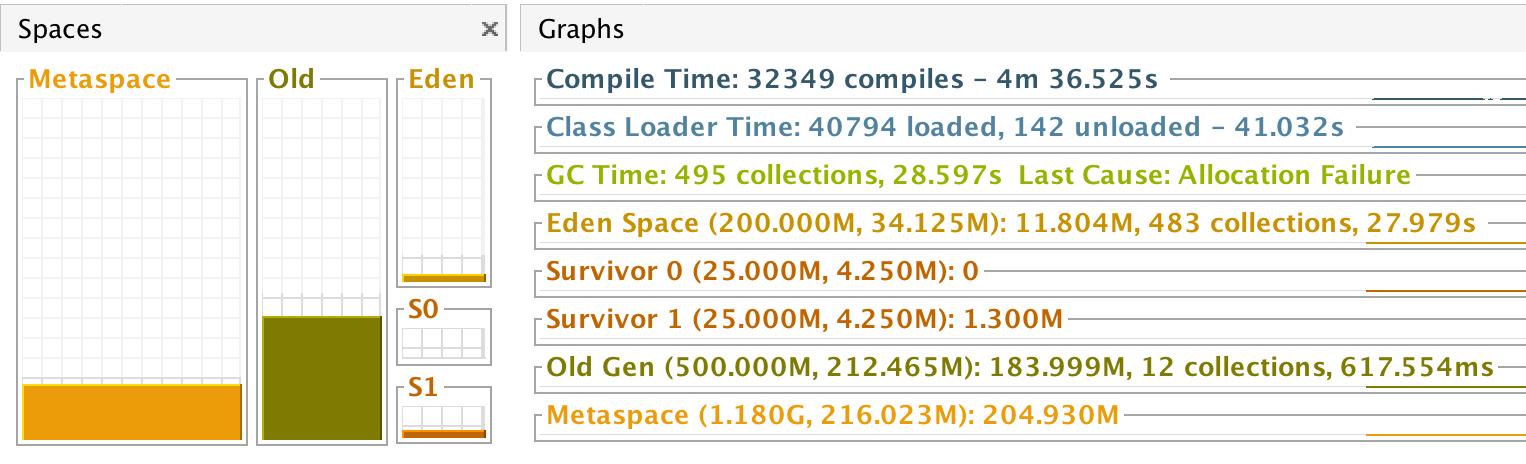 Spaces
Graphs
Metaspace
Old
Eden
S0
S1
Compile Time: 32349 compiles – 4m 36.525s
Class Loader Time: 40794 loaded, 142 unloaded – 41.032s
GC Time: 495 collections, 28.597s  Last Cause: Allocation Failure
Eden Space (200.000M, 34.125M): 11.804M, 483 collections, 27.979s
Survivor 0 (25.000M, 4.250M): 0
Survivor 1 (25.000M, 4.250M): 1.300M
Old Gen (500.000M, 212.465M): 183.999M, 12 collections, 617.554ms
Metaspace (1.180G, 216.023M): 204.930M